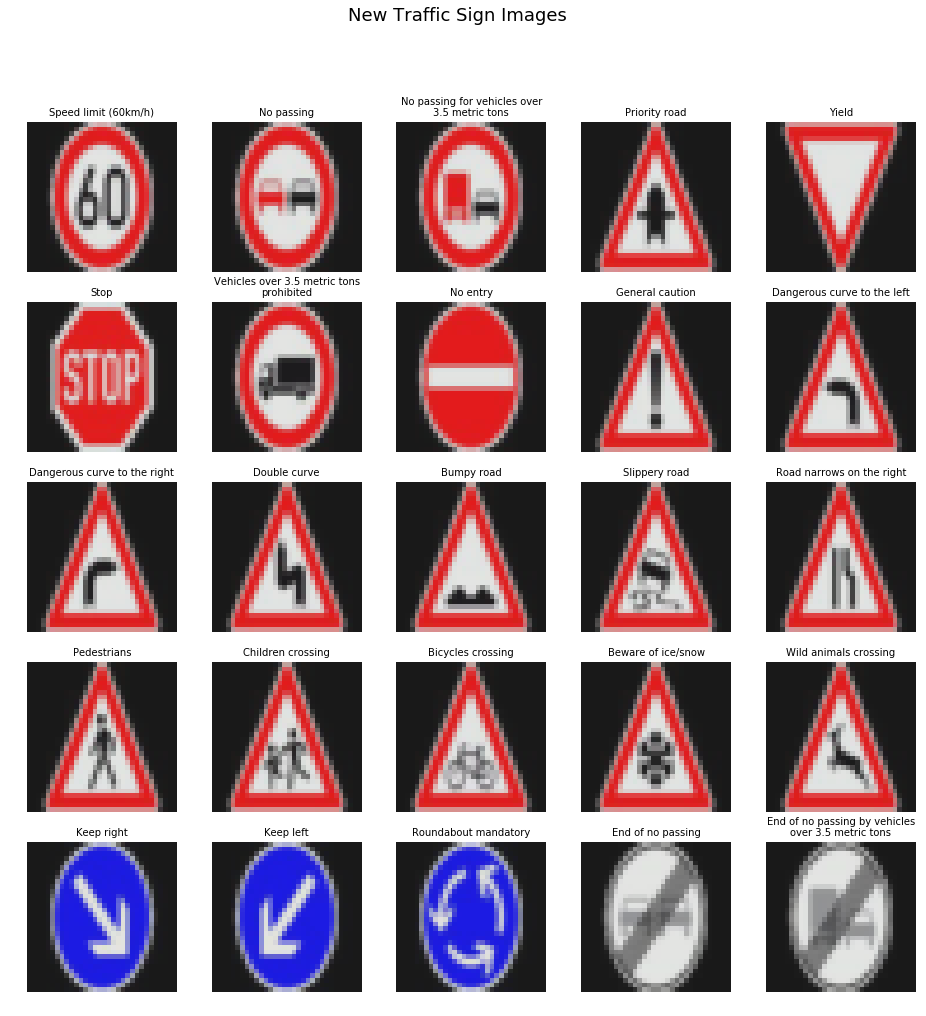 New Traffic Sign Images
Speed limit (60km/h)
No passing
No passing for vehicles over
3.5 metric tons
Priority road
Yield
60
Stop
Vehicles over 3.5 metric tons
prohibited
No entry
General caution
Dangerous curve to the left
STOP
Dangerous curve to the right
Double curve
Bumpy road
Slippery road
Road narrows on the right
Pedestrians
Children crossing
Bicycles crossing
Beware of ice/snow
Wild animals crossing
Keep right
Keep left
Roundabout mandatory
End of no passing
End of no passing by vehicles
over 3.5 metric tons